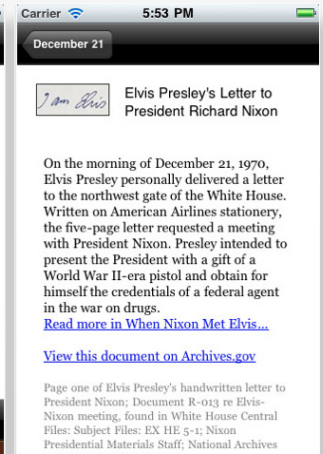 Carrier 5:53 PM
December 21
I am Elvis
Elvis Presley's Letter to
President Richard Nixon
On the morning of December 21, 1970,
Elvis Presley personally delivered a letter
to the northwest gate of the White House.
Written on American Airlines stationery,
the five-page letter requested a meeting
with President Nixon. Presley intended to
present the President with a gift of a
World War II-era pistol and obtain for
himself the credentials of a federal agent
in the war on drugs.
Read more in When Nixon Met Elvis...
View this document on Archives.gov
Page one of Elvis Presley's handwritten letter to
President Nixon; Document R-013 re Elvis-
Nixon meeting, found in White House Central
Files: Subject Files: EX HE 5-1; Nixon
Presidential Materials Staff; National Archives